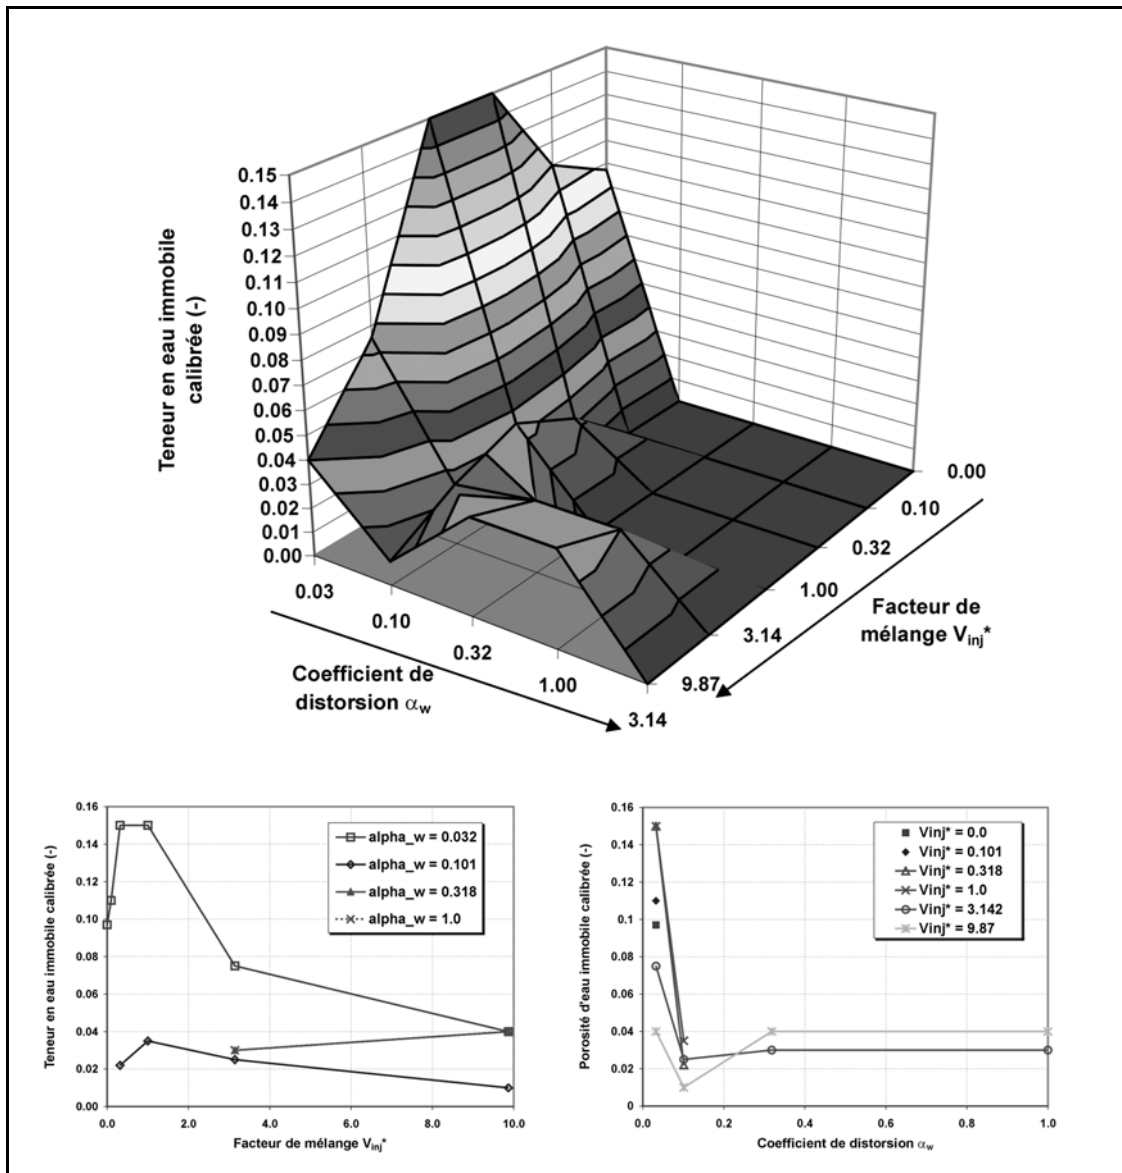 0.15
0.14
0.13
0.12
0.11
0.10
0.09
0.08
0.07
0.06
0.05
0.04
0.03
0.02
0.01
0.00
Teneur en eau immobile
calibrée (-)
0.03
0.10
0.32
1.00
3.14
Coefficient de
distorsion αw
0.00
0.10
0.32
1.00
3.14
9.87
Facteur de
mélange Vinj*
0.16
0.14
0.12
0.10
0.08
0.06
0.04
0.02
0.00
Teneur en eau immobile calibrée (-)
0.0 2.0 4.0 6.0 8.0 10.0
Facteur de mélange Vinj*
alpha_w = 0.032
alpha_w = 0.101
alpha_w = 0.318
alpha_w = 1.0
0.16
0.14
0.12
0.1
0.08
0.06
0.04
0.02
0
Porosité d'eau immobile calibrée (-)
0.0 0.2 0.4 0.6 0.8 1.0
Coefficient de distorsion αw
Vinj* = 0.0
Vinj* = 0.101
Vinj* = 0.318
Vinj* = 1.0
Vinj* = 3.142
Vinj* = 9.87